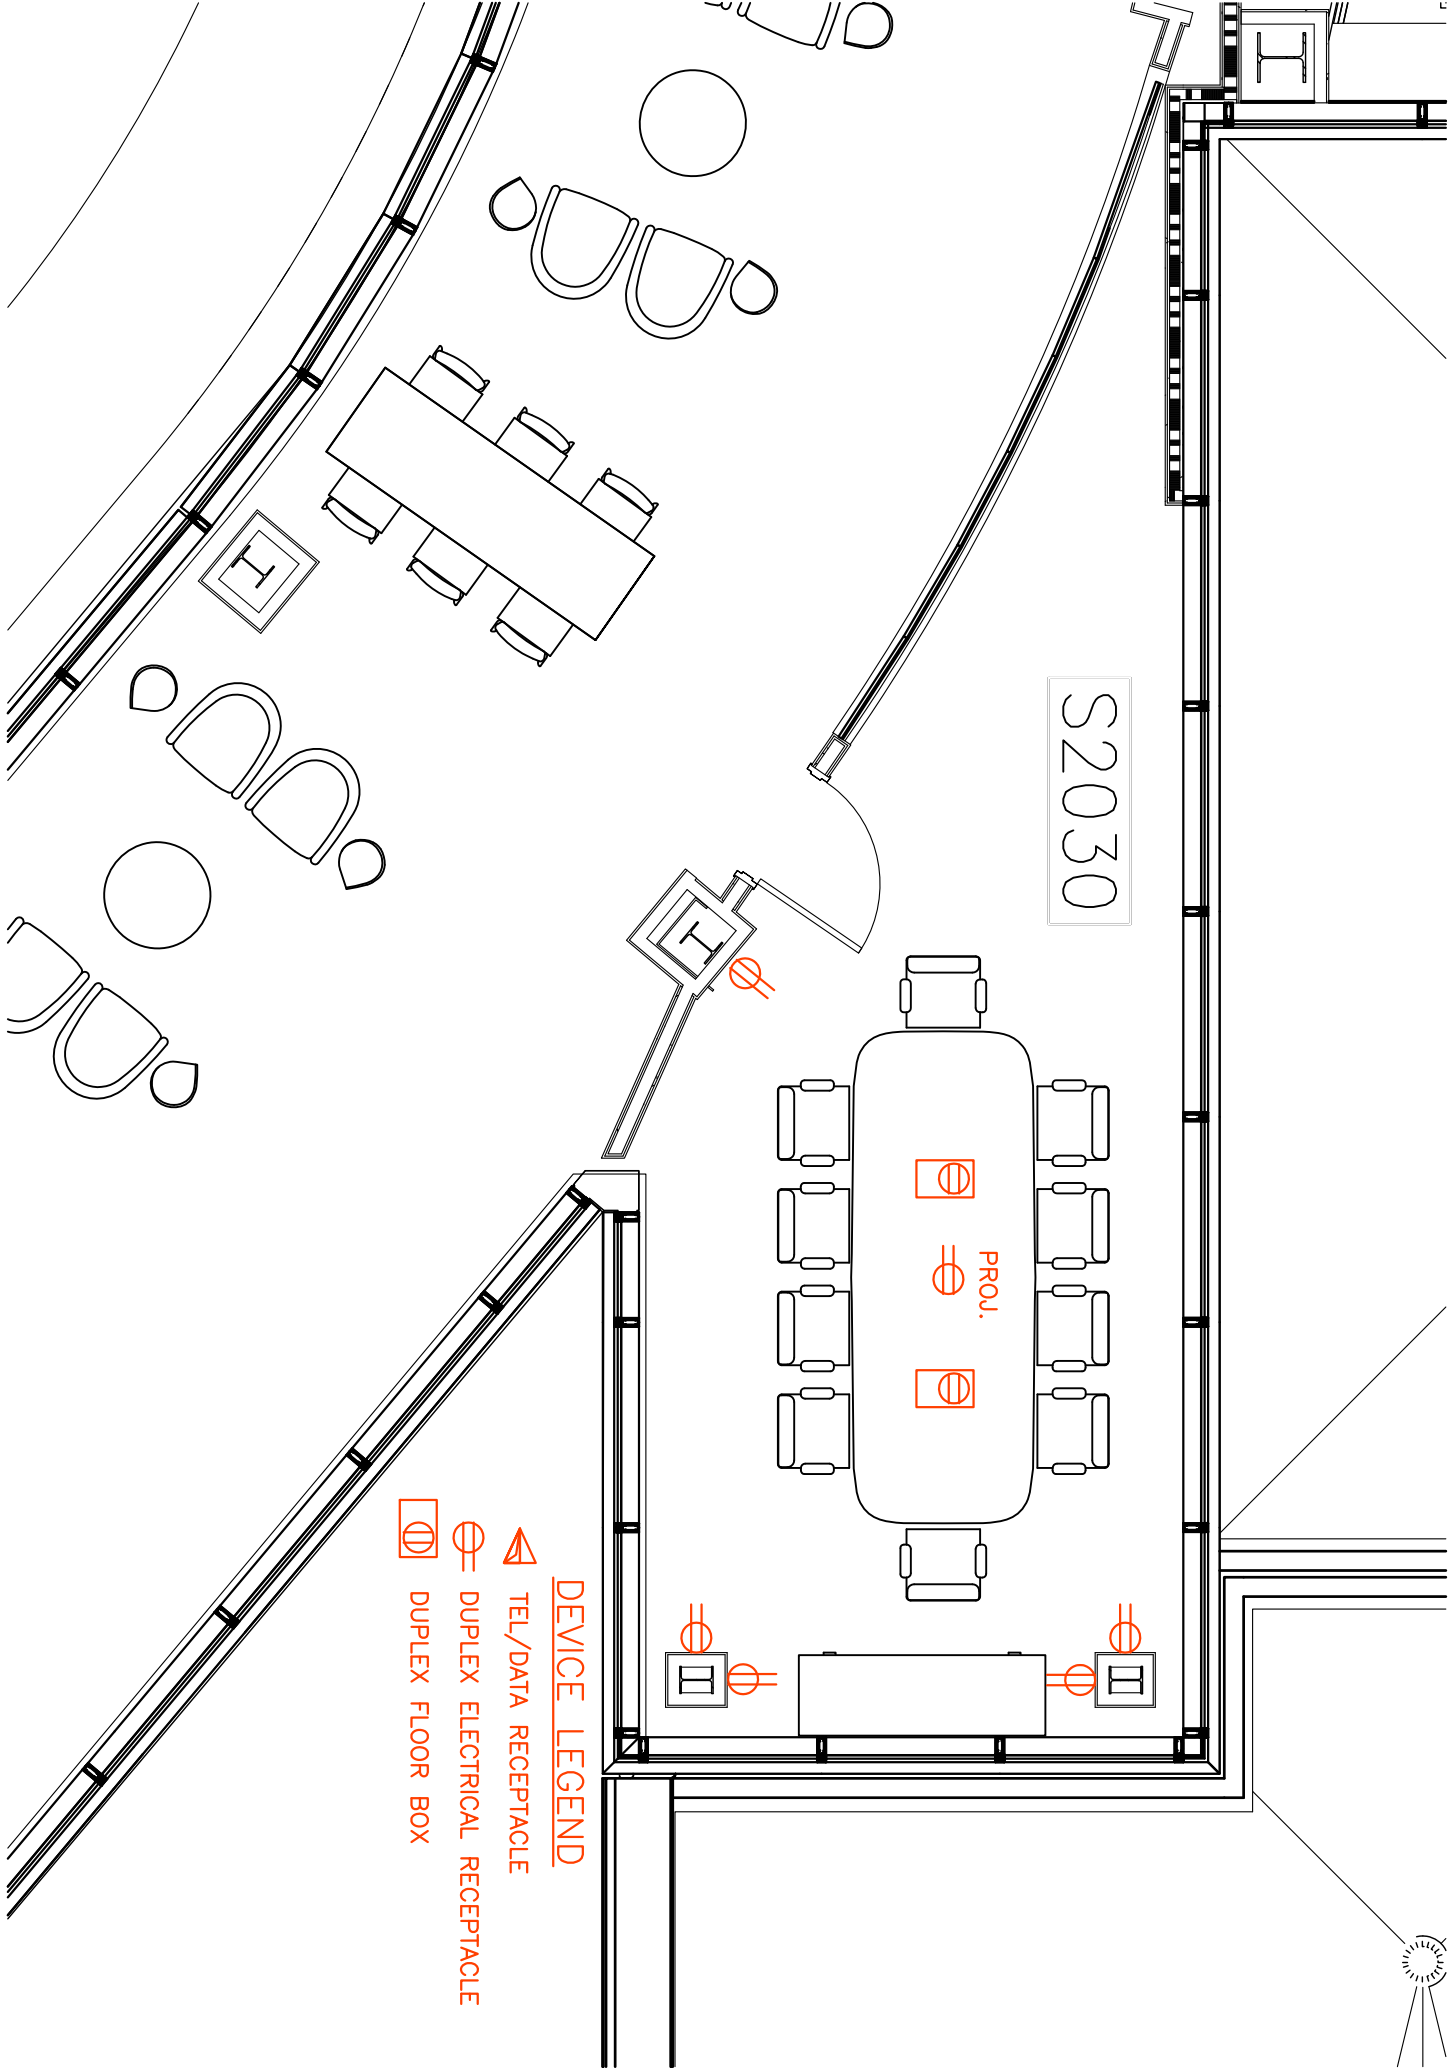 S2030
PROJ.
DEVICE LEGEND
TEL/DATA RECEPTACLE
DUPLEX ELECTRICAL RECEPTACLE
DUPLEX FLOOR BOX